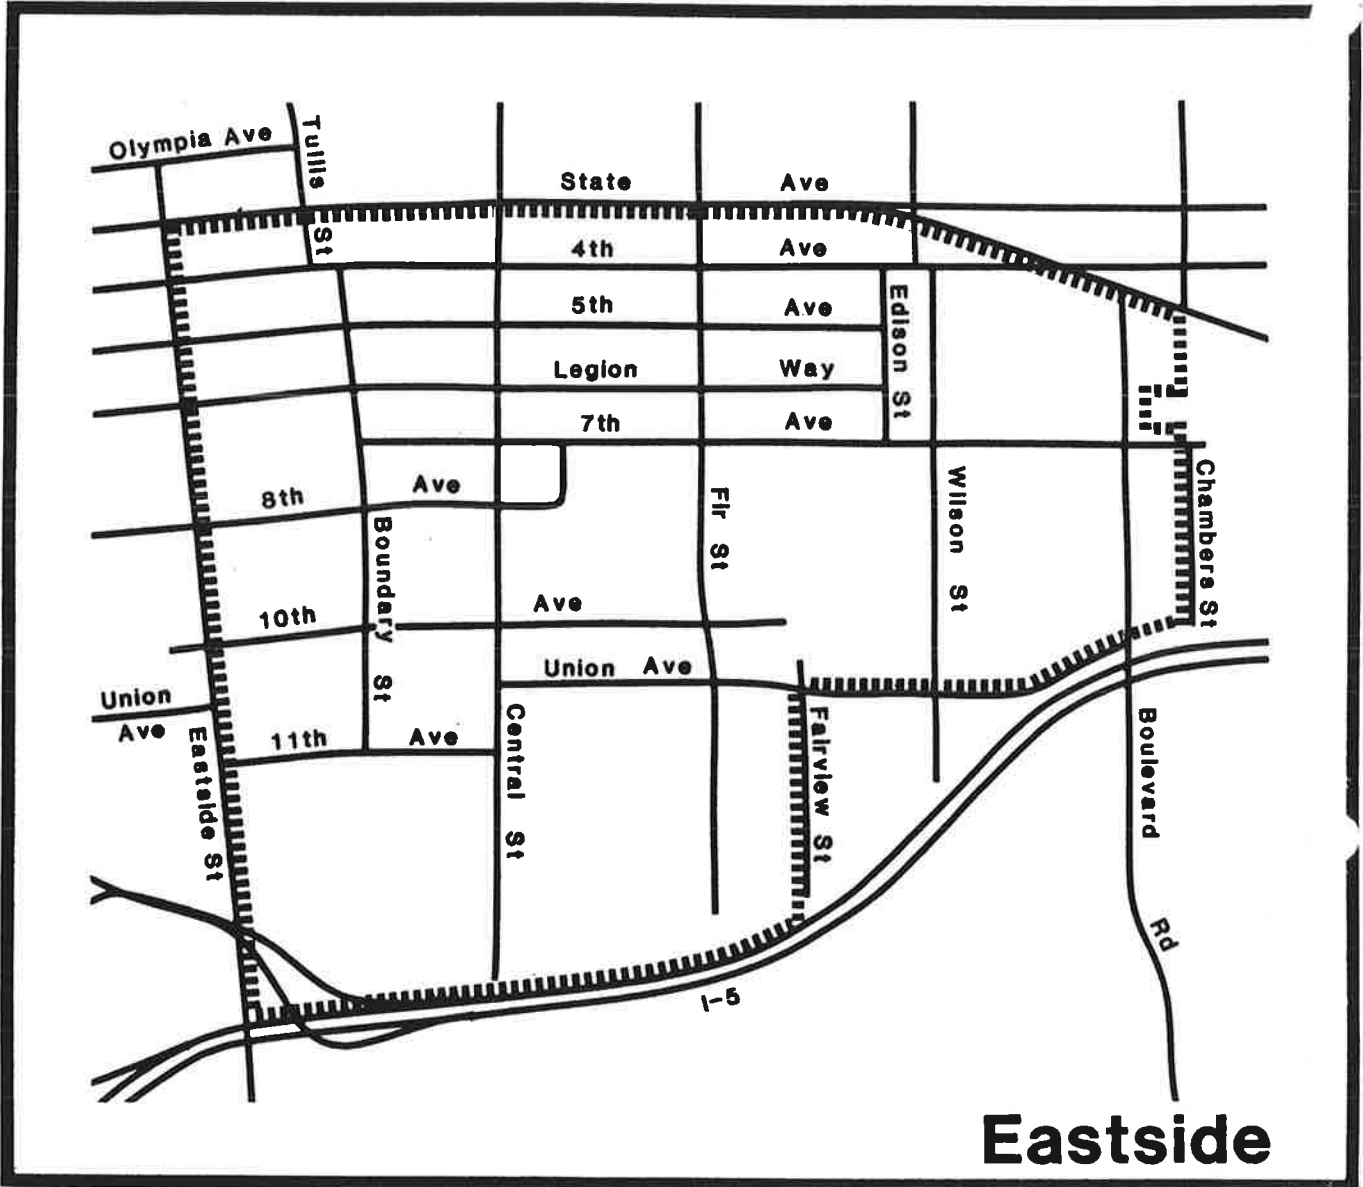 Olympia Ave
Tullis St
State Ave
4th Ave
5th Ave
Edison St
Legion Way
7th Ave
8th Ave
Chambers St
Fir St
Wilson St
Boundary St
10th Ave
Union Ave
Union
Ave
Eastside St
11th Ave
Central St
Fairview St
Boulevard Rd
I-5
Eastside